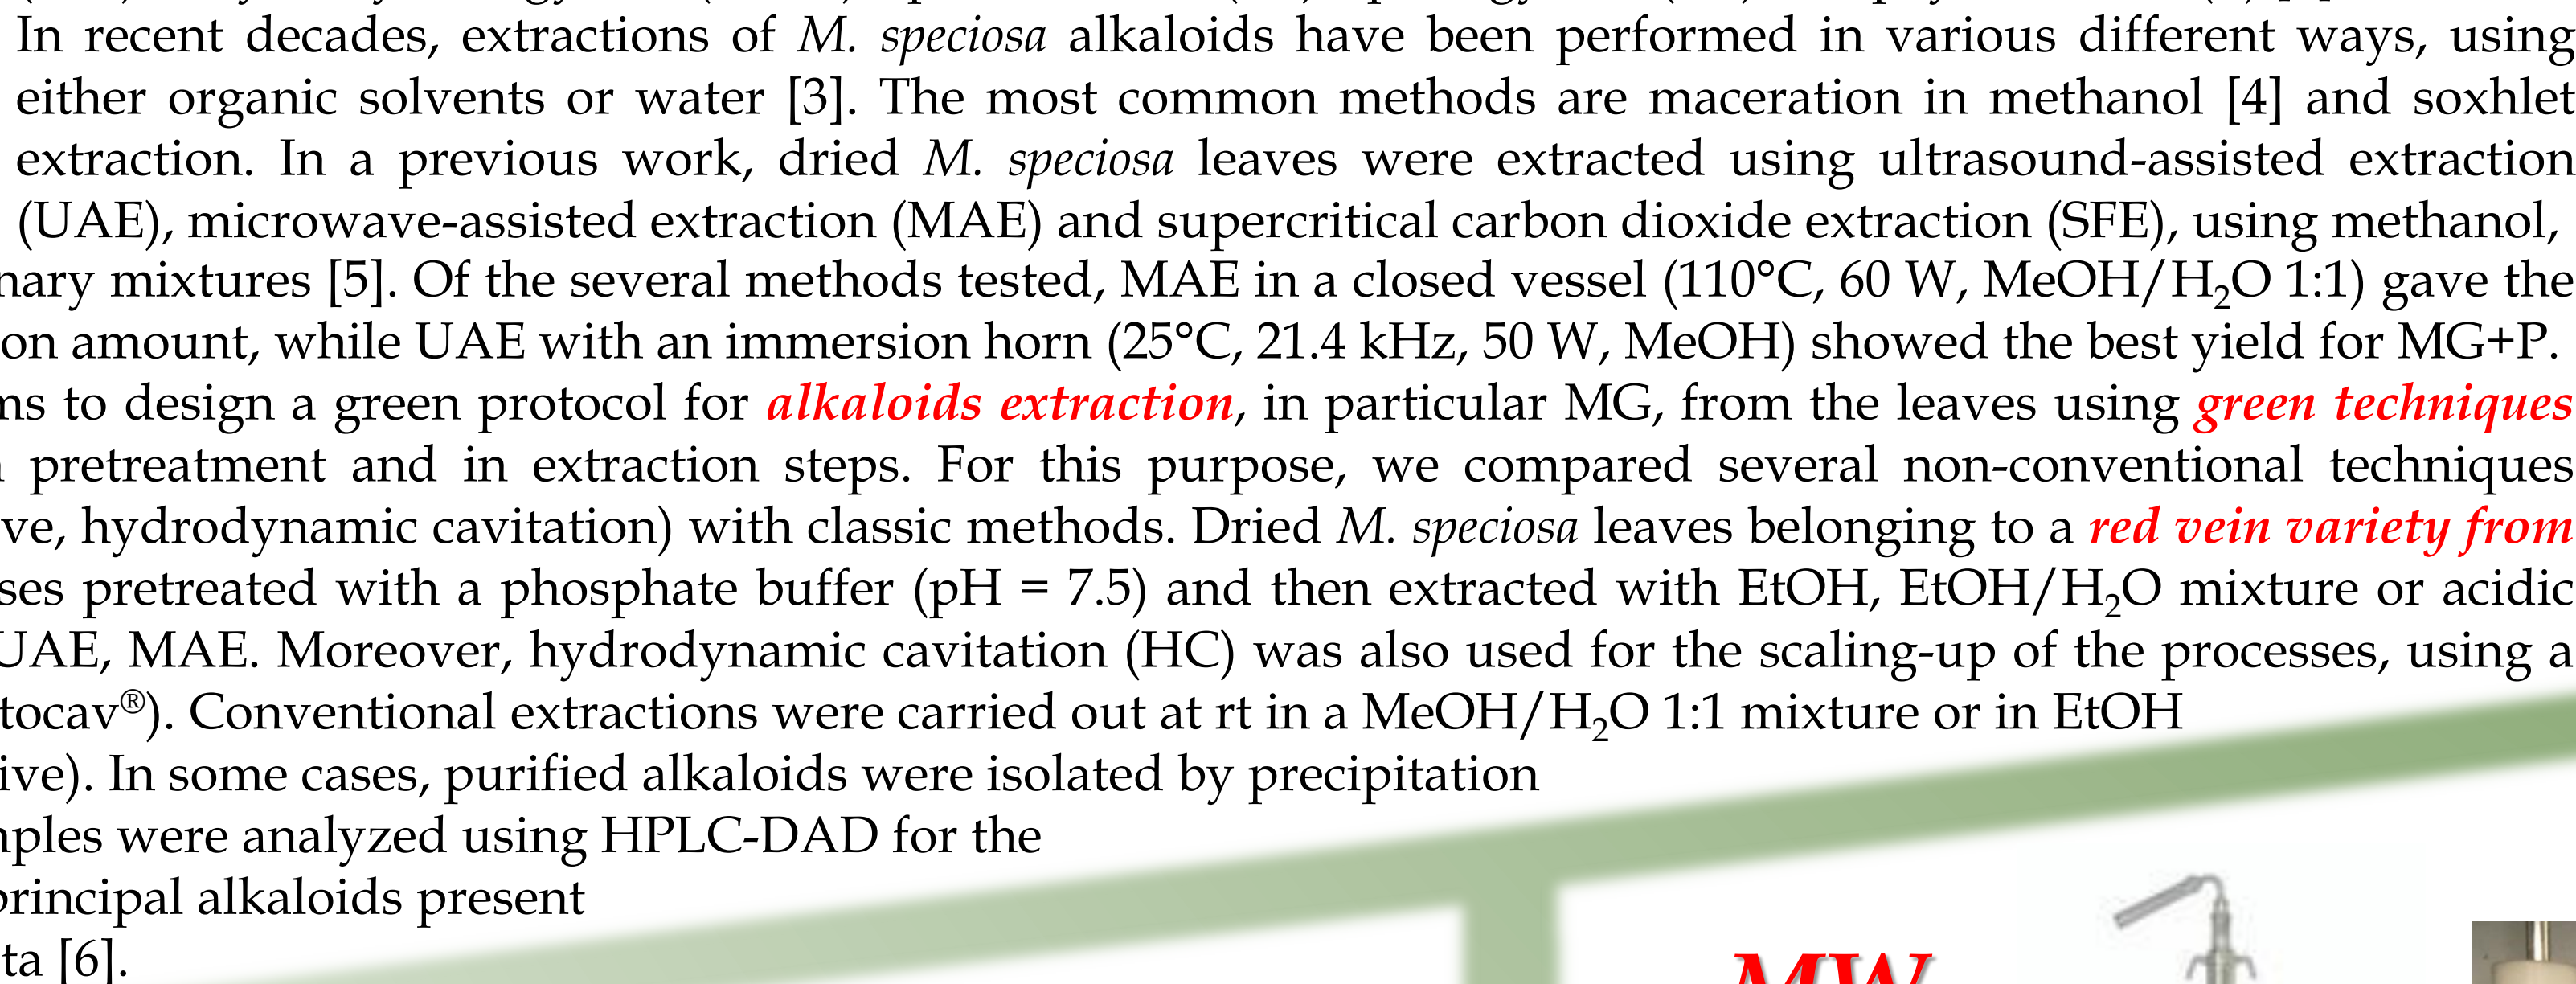 In recent decades, extractions of M. speciosa alkaloids have been performed in various different ways, using
either organic solvents or water [3]. The most common methods are maceration in methanol [4] and soxhlet
extraction. In a previous work, dried M. speciosa leaves were extracted using ultrasound-assisted extraction
(UAE), microwave-assisted extraction (MAE) and supercritical carbon dioxide extraction (SFE), using methanol,
nary mixtures [5]. Of the several methods tested, MAE in a closed vessel (110°C, 60 W, MeOH/H₂O 1:1) gave the
on amount, while UAE with an immersion horn (25°C, 21.4 kHz, 50 W, MeOH) showed the best yield for MG+P.
ms to design a green protocol for alkaloids extraction, in particular MG, from the leaves using green techniques
pretreatment and in extraction steps. For this purpose, we compared several non-conventional techniques
ve, hydrodynamic cavitation) with classic methods. Dried M. speciosa leaves belonging to a red vein variety from
ses pretreated with a phosphate buffer (pH = 7.5) and then extracted with EtOH, EtOH/H₂O mixture or acidic
UAE, MAE. Moreover, hydrodynamic cavitation (HC) was also used for the scaling-up of the processes, using a
tocav®). Conventional extractions were carried out at rt in a MeOH/H₂O 1:1 mixture or in EtOH
ive). In some cases, purified alkaloids were isolated by precipitation
mples were analyzed using HPLC-DAD for the
principal alkaloids present
ta [6].
MW